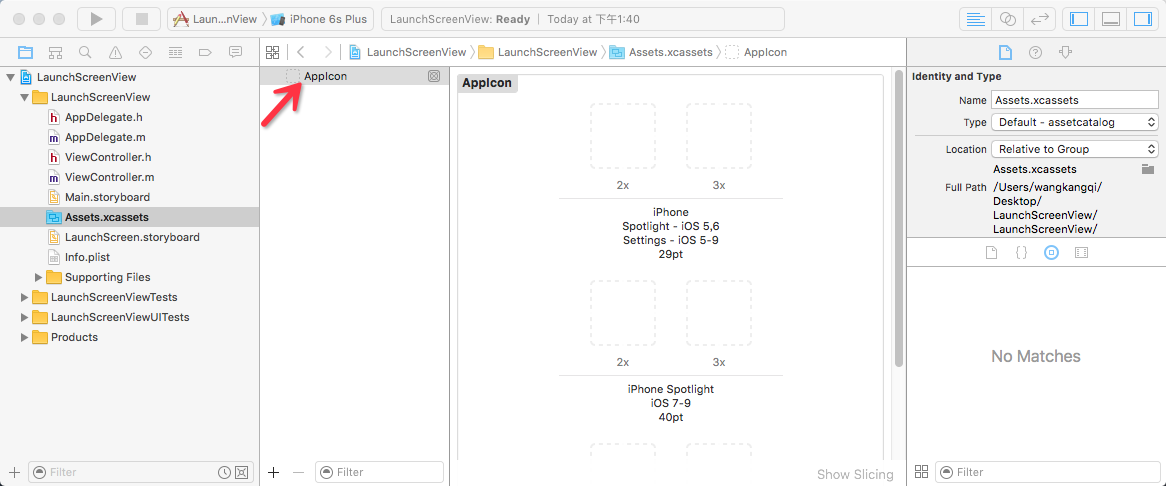 Laun...nView
iPhone 6s Plus
LaunchScreenView: Ready
Today at 下午1:40
LaunchScreenView
LaunchScreenView
Assets.xcassets
AppIcon
LaunchScreenView
LaunchScreenView
AppDelegate.h
AppDelegate.m
ViewController.h
ViewController.m
Main.storyboard
Assets.xcassets
LaunchScreen.storyboard
Info.plist
Supporting Files
LaunchScreenViewTests
LaunchScreenViewUITests
Products
Filter
AppIcon
Filter
AppIcon
2x
3x
iPhone
Spotlight - iOS 5,6
Settings - iOS 5-9
29pt
2x
3x
iPhone Spotlight
iOS 7-9
40pt
Show Slicing
Identity and Type
Name
Assets.xcassets
Type
Default - assetcatalog
Location
Relative to Group
Assets.xcassets
Full Path
/Users/wangkangqi/
Desktop/
LaunchScreenView/
LaunchScreenView/
No Matches
Filter